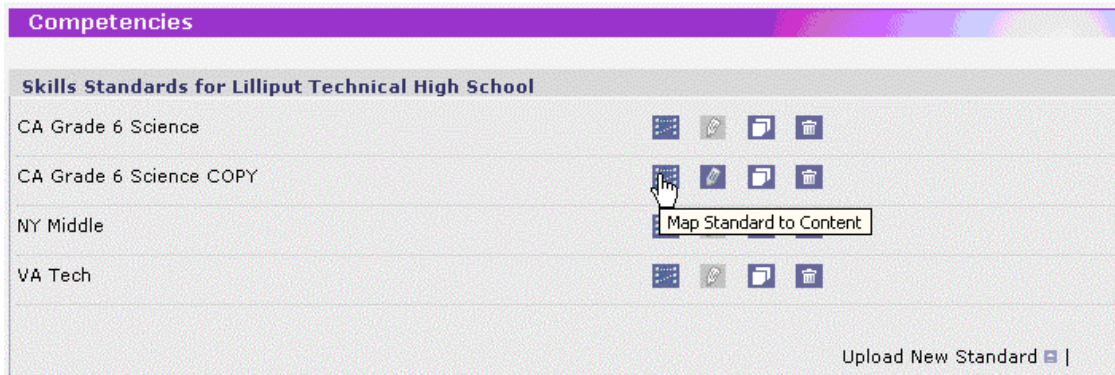 Competencies
Skills Standards for Lilliput Technical High School
CA Grade 6 Science
CA Grade 6 Science COPY
Map Standard to Content
NY Middle
VA Tech
Upload New Standard |